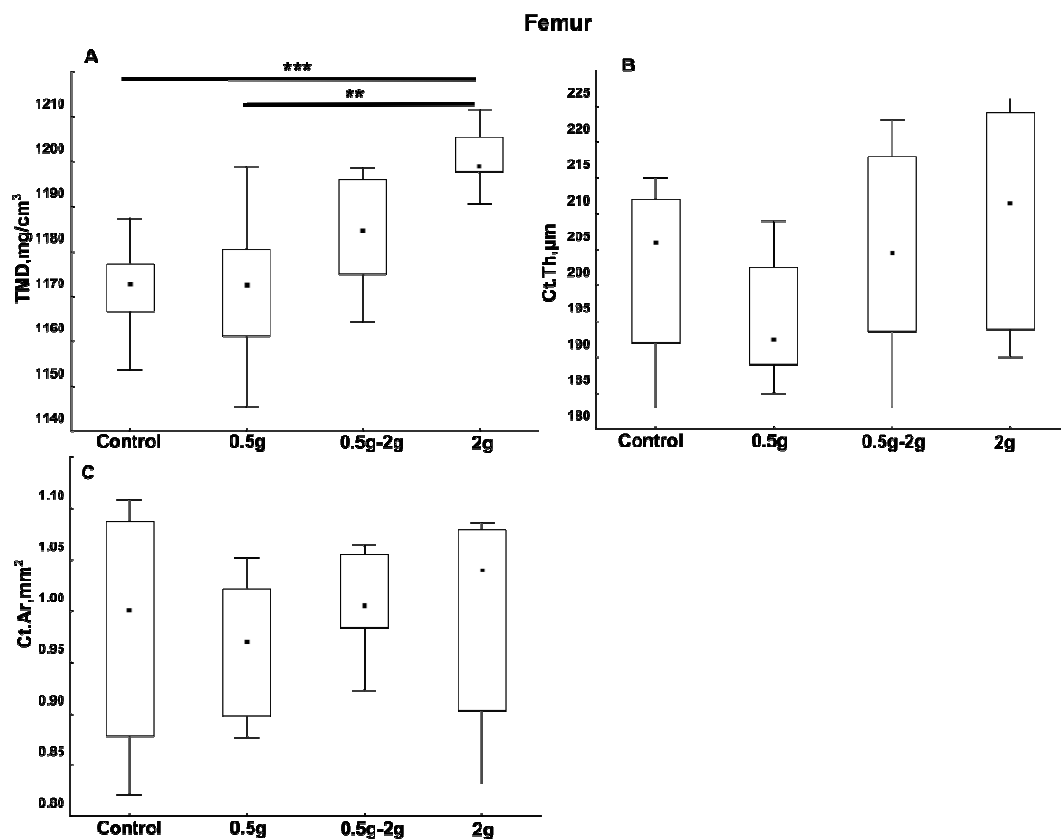 Femur
A
***
**
TMD,mg/cm³
1210
1200
1190
1180
1170
1160
1150
1140
Control 0.5g 0.5g-2g 2g
B
Ct.Th,µm
225
220
215
210
205
200
195
190
185
180
Control 0.5g 0.5g-2g 2g
C
Ct.Ar,mm²
1.10
1.05
1.00
0.95
0.90
0.85
0.80
Control 0.5g 0.5g-2g 2g